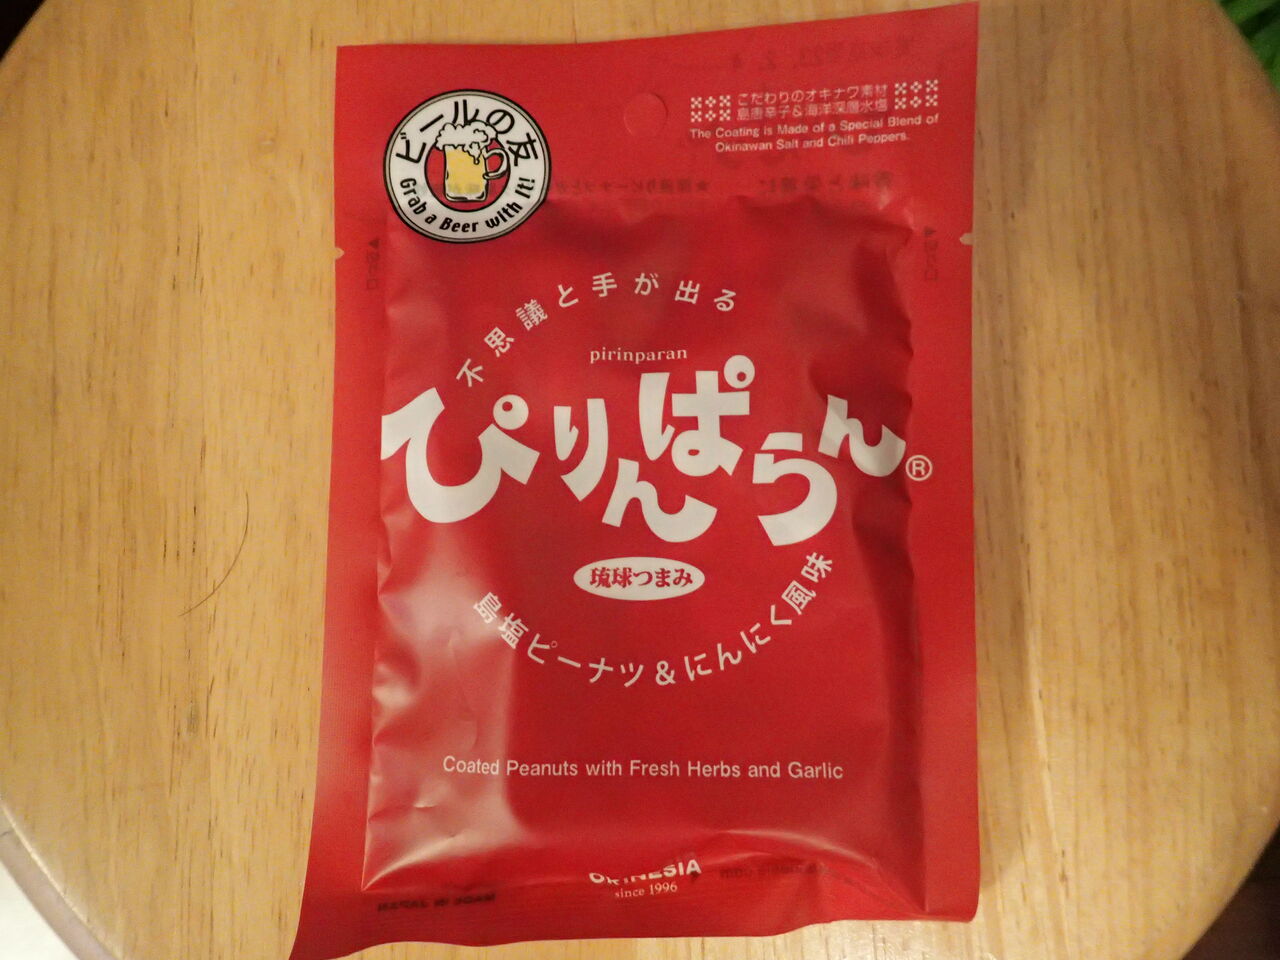 ビールの友
Grab a Beer with It!
こだわりのオキナワ素材
島唐辛子&海洋深層水塩
The Coating is Made of a Special Blend of
Okinawan Salt and Chili Peppers.
不思議と手が出る
pirinparan
ぴりんぱらん®
琉球つまみ
島塩ピーナツ&にんにく風味
Coated Peanuts with Fresh Herbs and Garlic
OKINESIA
since 1996